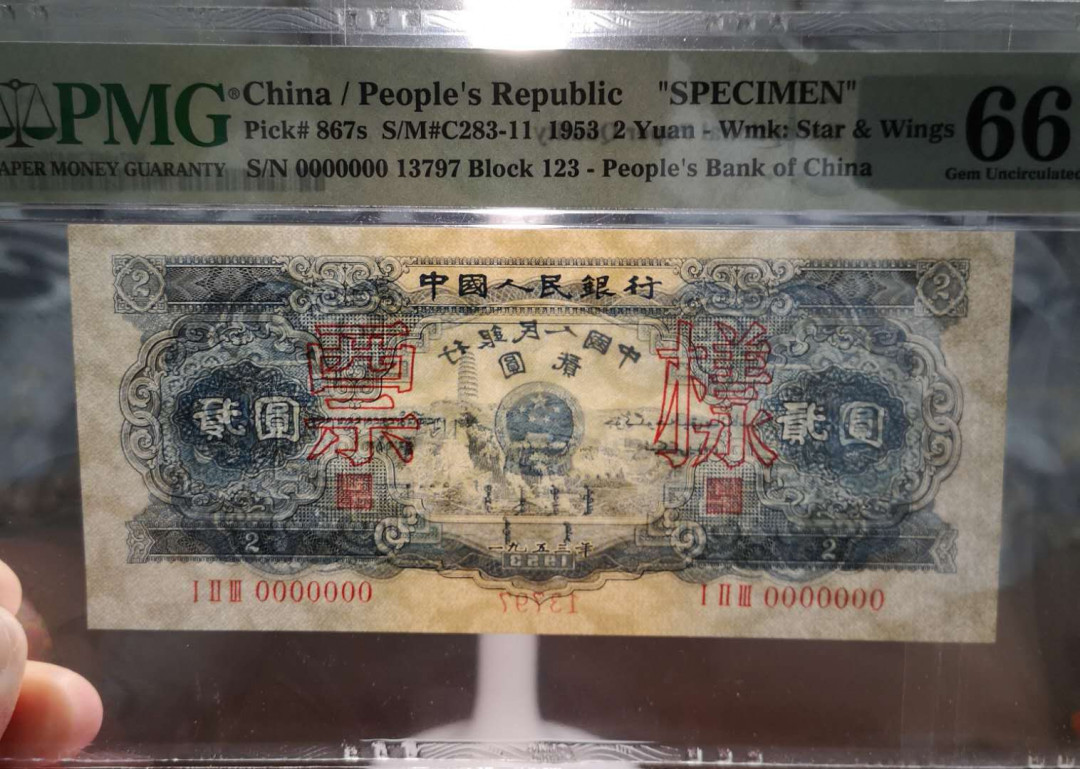 PMG® China / People's Republic "SPECIMEN"
Pick# 867s S/M#C283-11 1953 2 Yuan - Wmk: Star & Wings
66
APER MONEY GUARANTY S/N 0000000 13797 Block 123 - People's Bank of China
Gem Uncirculated
2 中國人民銀行 2
中國人民銀行
貳圓
票 樣
貳圓 貳圓
2 一九五三年 2
1953
I II III 0000000 13797 I II III 0000000